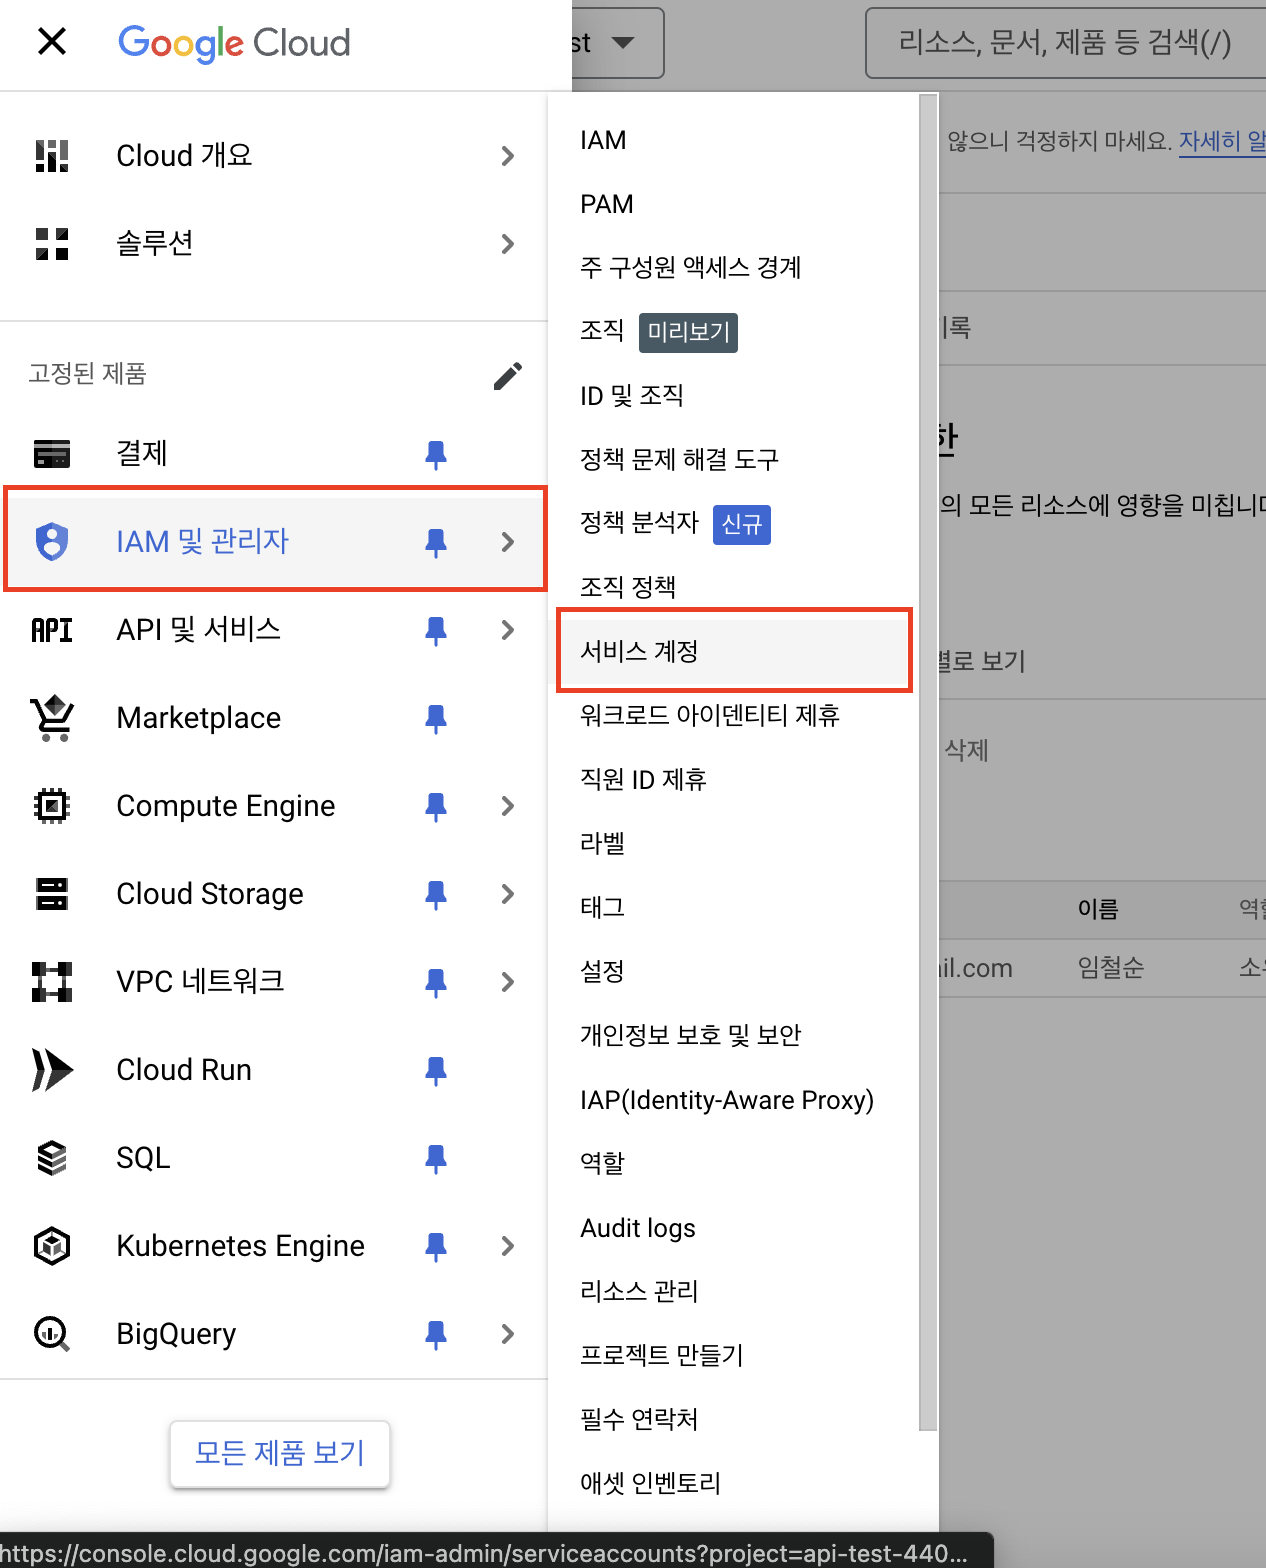 Google Cloud
st
리소스, 문서, 제품 등 검색(/)
않으니 걱정하지 마세요. 자세히 알
Cloud 개요
솔루션
고정된 제품
결제
IAM 및 관리자
API 및 서비스
Marketplace
Compute Engine
Cloud Storage
VPC 네트워크
Cloud Run
SQL
Kubernetes Engine
BigQuery
모든 제품 보기
IAM
PAM
주 구성원 액세스 경계
조직 미리보기
ID 및 조직
정책 문제 해결 도구
정책 분석자 신규
조직 정책
서비스 계정
워크로드 아이덴티티 제휴
직원 ID 제휴
라벨
태그
설정
개인정보 보호 및 보안
IAP(Identity-Aware Proxy)
역할
Audit logs
리소스 관리
프로젝트 만들기
필수 연락처
애셋 인벤토리
록
한
의 모든 리소스에 영향을 미칩니다
별로 보기
삭제
이름
ail.com 임철순 소
https://console.cloud.google.com/iam-admin/serviceaccounts?project=api-test-440...